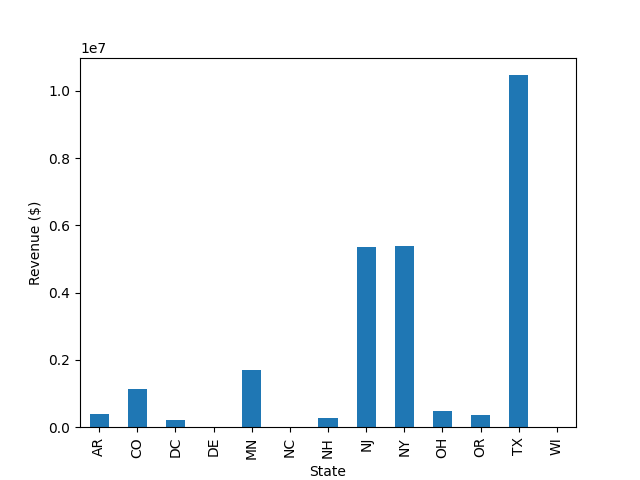 1e7
1.0
0.8
0.6
0.4
0.2
0.0
Revenue ($)
AR CO DC DE MN NC NH NJ NY OH OR TX WI
State